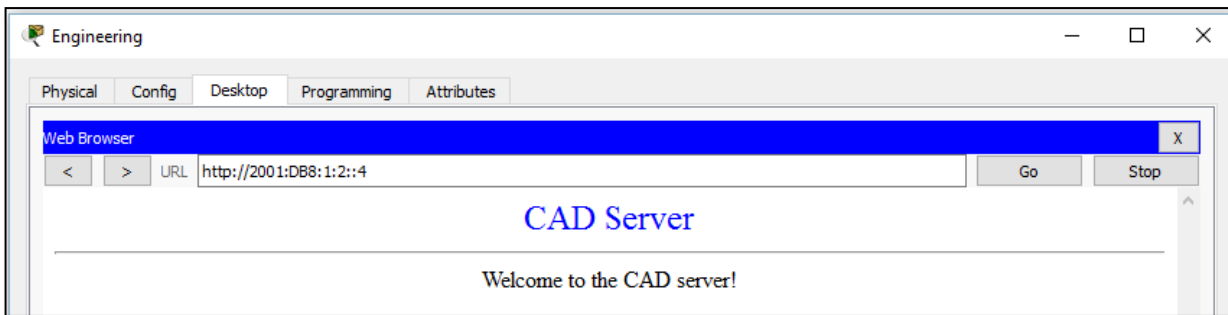 Engineering
Physical Config Desktop Programming Attributes
Web Browser X
< > URL http://2001:DB8:1:2::4 Go Stop
CAD Server
Welcome to the CAD server!